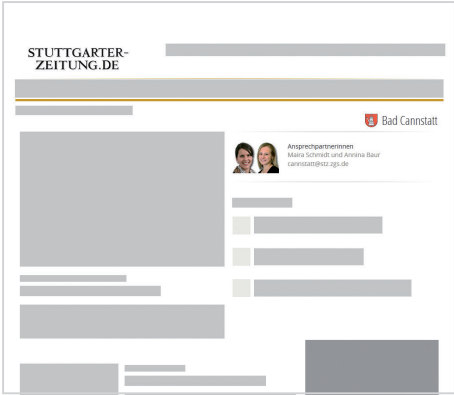 STUTTGARTER-
ZEITUNG.DE
Bad Cannstatt
Ansprechpartnerinnen
Maira Schmidt und Annina Baur
cannstatt@stz.zgs.de